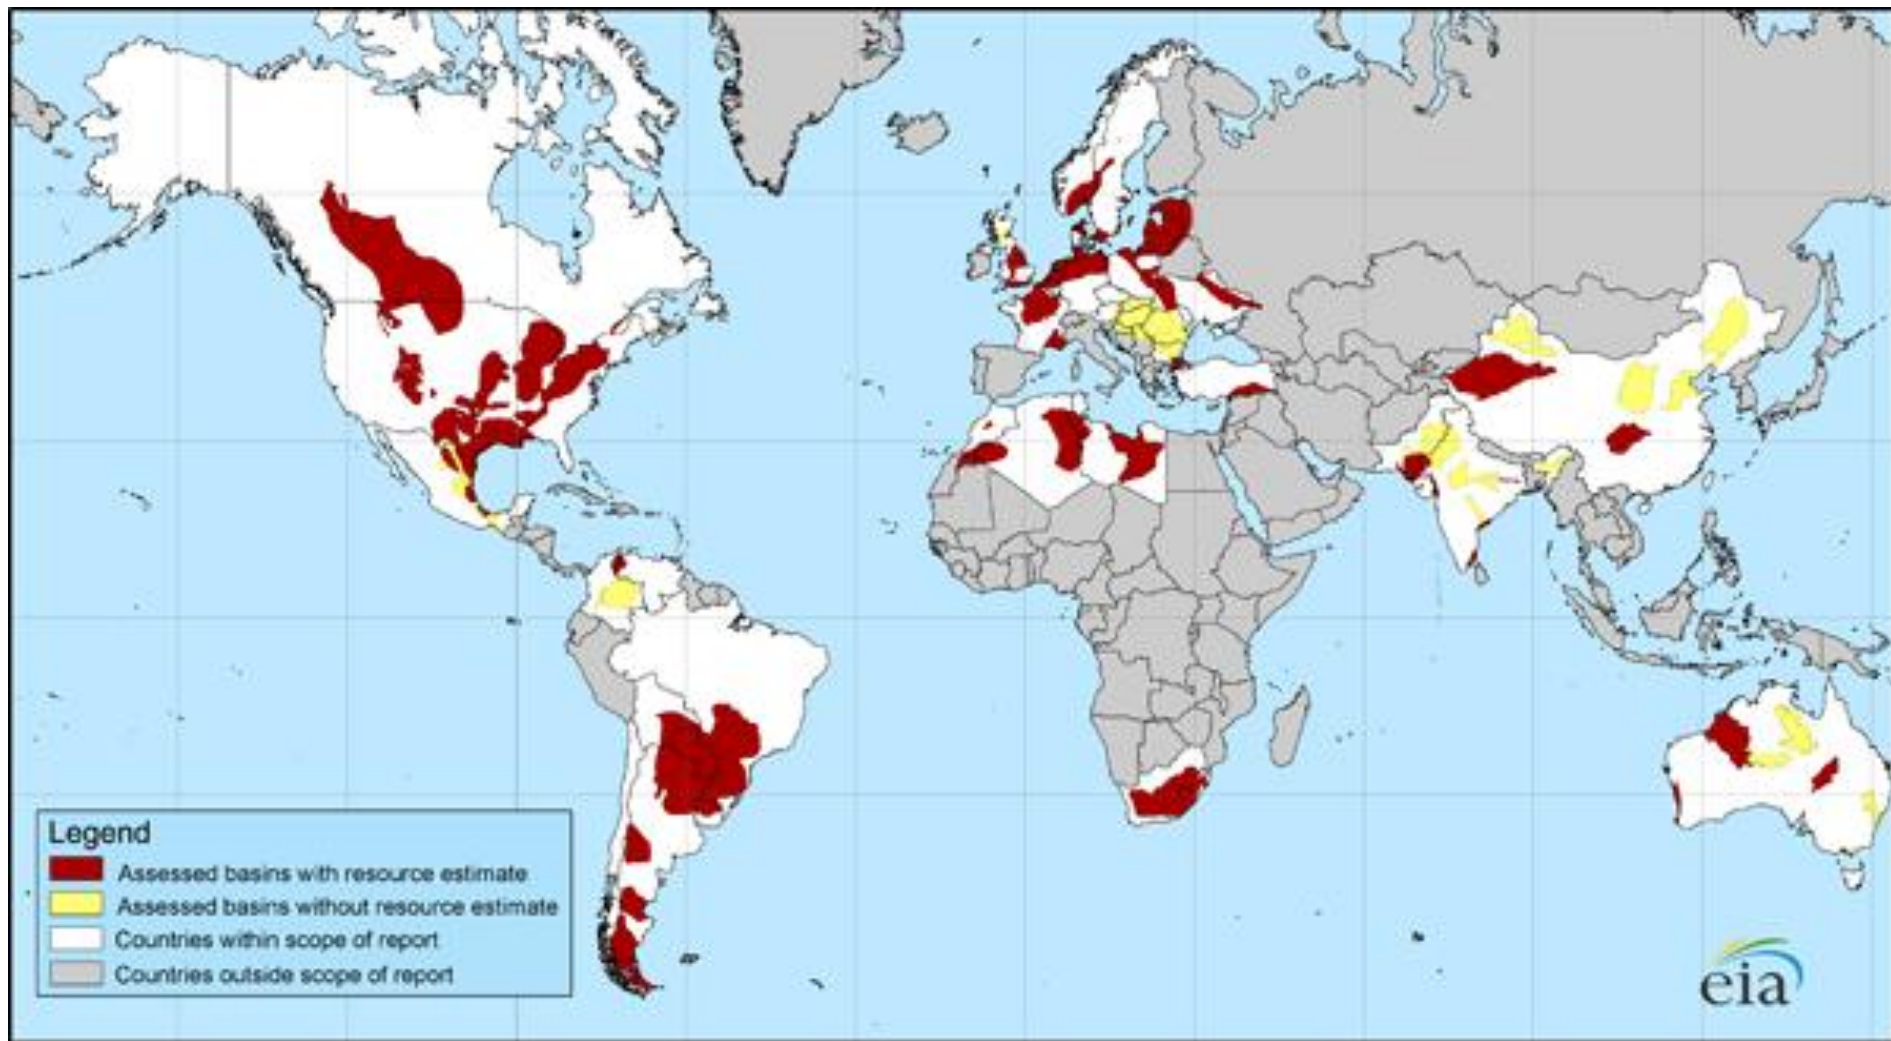 Legend
Assessed basins with resource estimate
Assessed basins without resource estimate
Countries within scope of report
Countries outside scope of report
eia